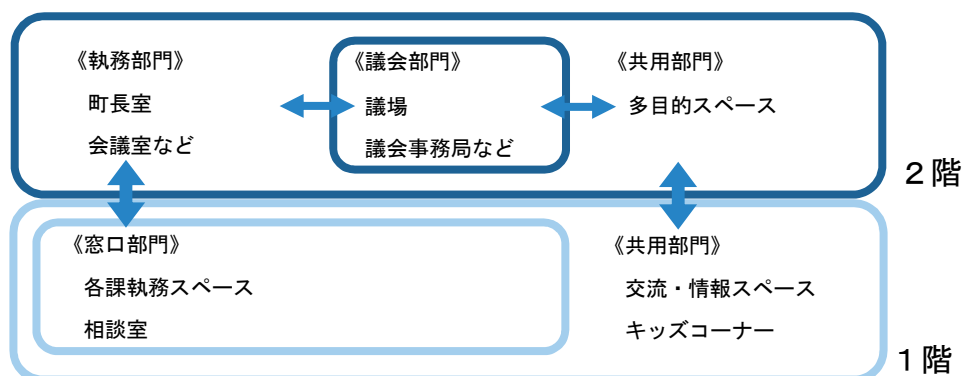 《執務部門》
町長室
会議室など
《議会部門》
議場
議会事務局など
《共用部門》
多目的スペース
２階
《窓口部門》
各課執務スペース
相談室
《共用部門》
交流・情報スペース
キッズコーナー
１階